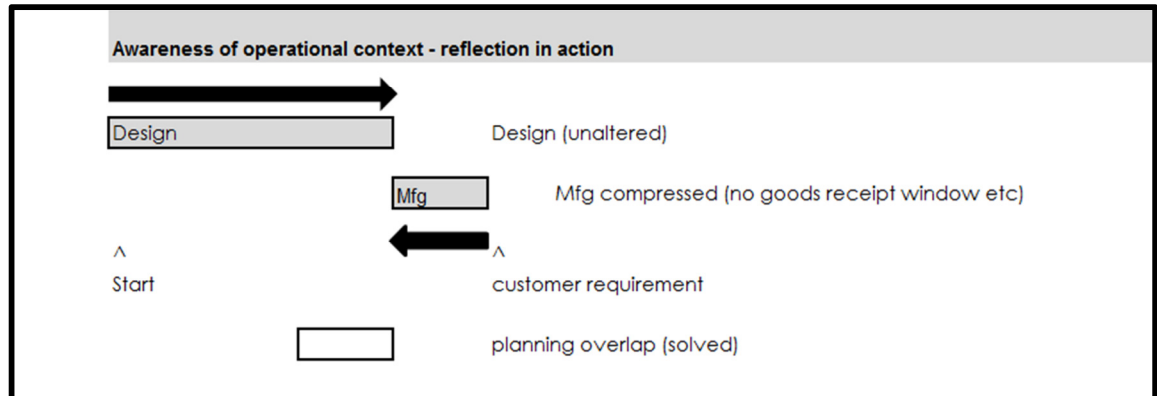 Awareness of operational context - reflection in action
Design
Design (unaltered)
Mfg
Mfg compressed (no goods receipt window etc)
^
^
Start
customer requirement
planning overlap (solved)